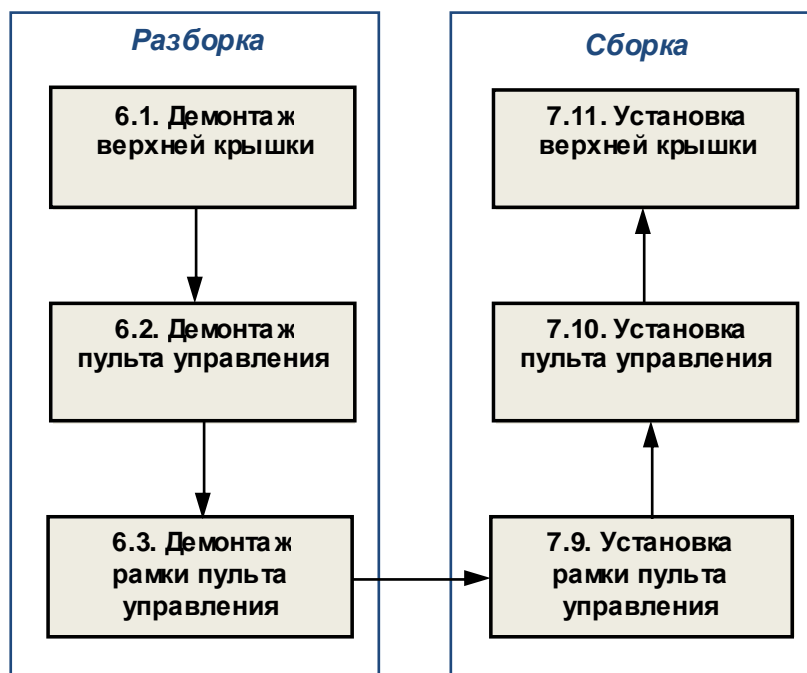 Разборка
6.1. Демонтаж
верхней крышки
6.2. Демонтаж
пульта управления
6.3. Демонтаж
рамки пульта
управления
Сборка
7.11. Установка
верхней крышки
7.10. Установка
пульта управления
7.9. Установка
рамки пульта
управления